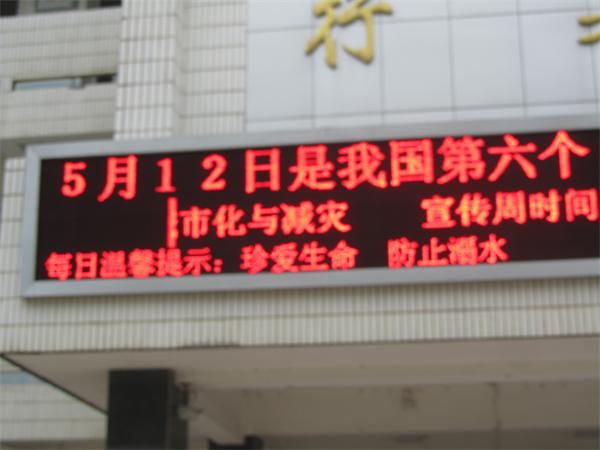 行
5月12日是我国第六个
市化与减灾 宣传周时间
每日温馨提示：珍爱生命 防止溺水